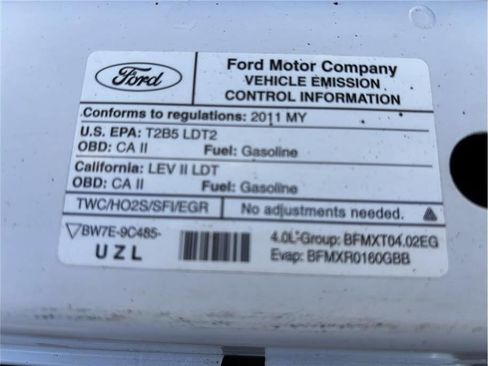 Ford
Ford Motor Company
VEHICLE EMISSION
CONTROL INFORMATION
Conforms to regulations: 2011 MY
U.S. EPA: T2B5 LDT2
OBD: CA II Fuel: Gasoline
California: LEV II LDT
OBD: CA II Fuel: Gasoline
TWC/HO2S/SFI/EGR No adjustments needed.
BW7E-9C485- 4.0L-Group: BFMXT04.02EG
UZL Evap: BFMXR0160GBB